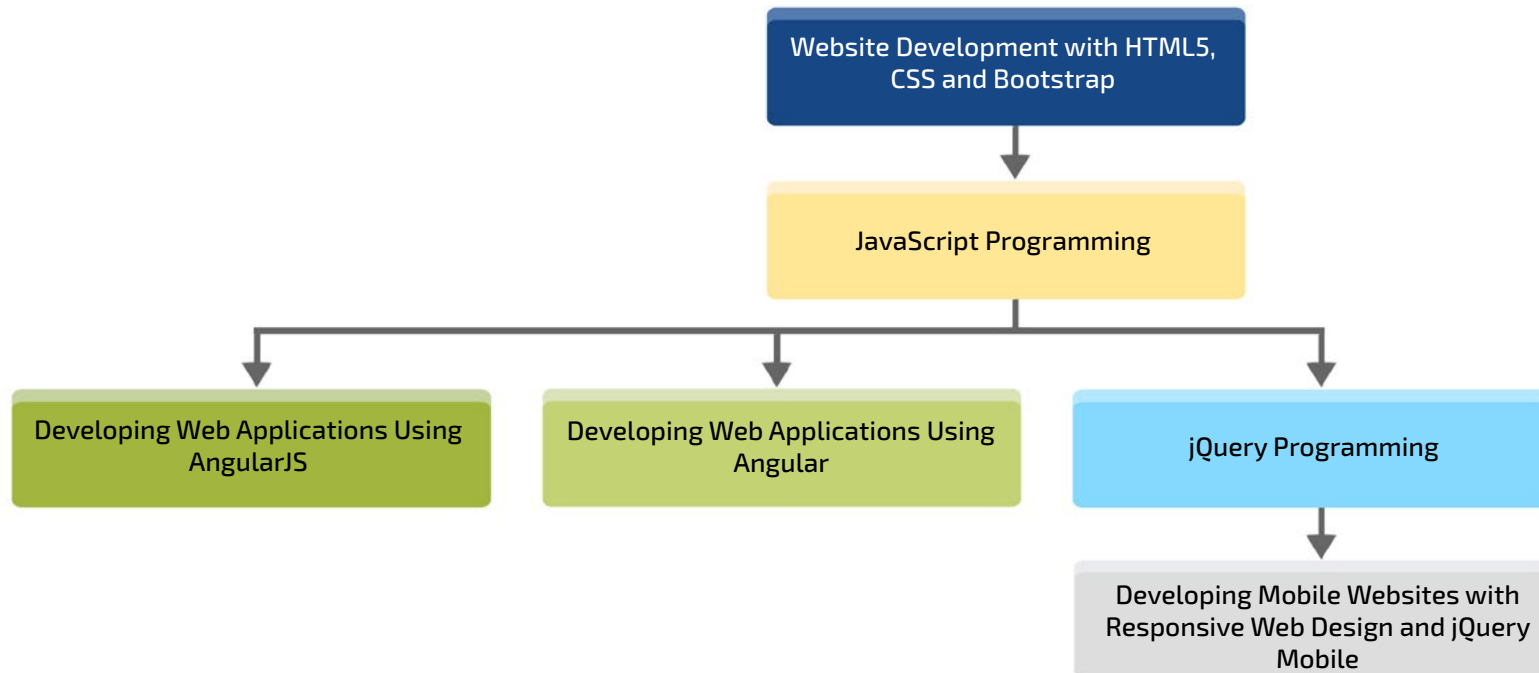 Website Development with HTML5,
CSS and Bootstrap
JavaScript Programming
Developing Web Applications Using
AngularJS
Developing Web Applications Using
Angular
jQuery Programming
Developing Mobile Websites with
Responsive Web Design and jQuery
Mobile